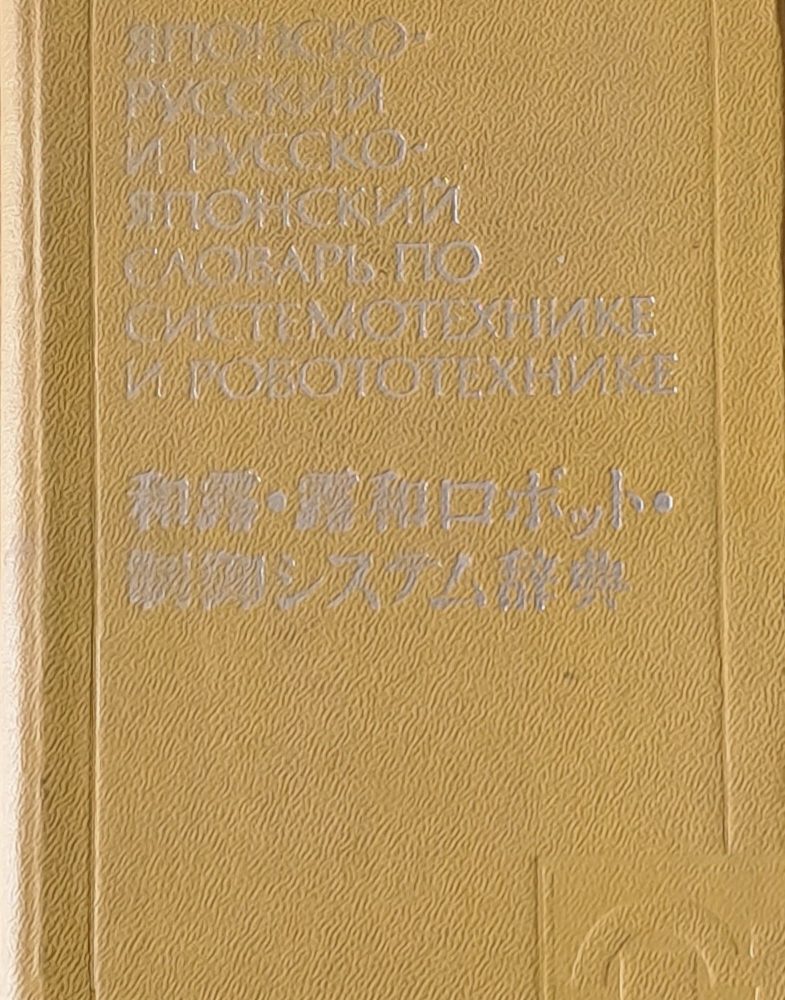 ЯПОНСКО-
РУССКИЙ
И РУССКО-
ЯПОНСКИЙ
СЛОВАРЬ ПО
СИСТЕМОТЕХНИКЕ
И РОБОТОТЕХНИКЕ
和露・露和ロボット・
制御システム辞典